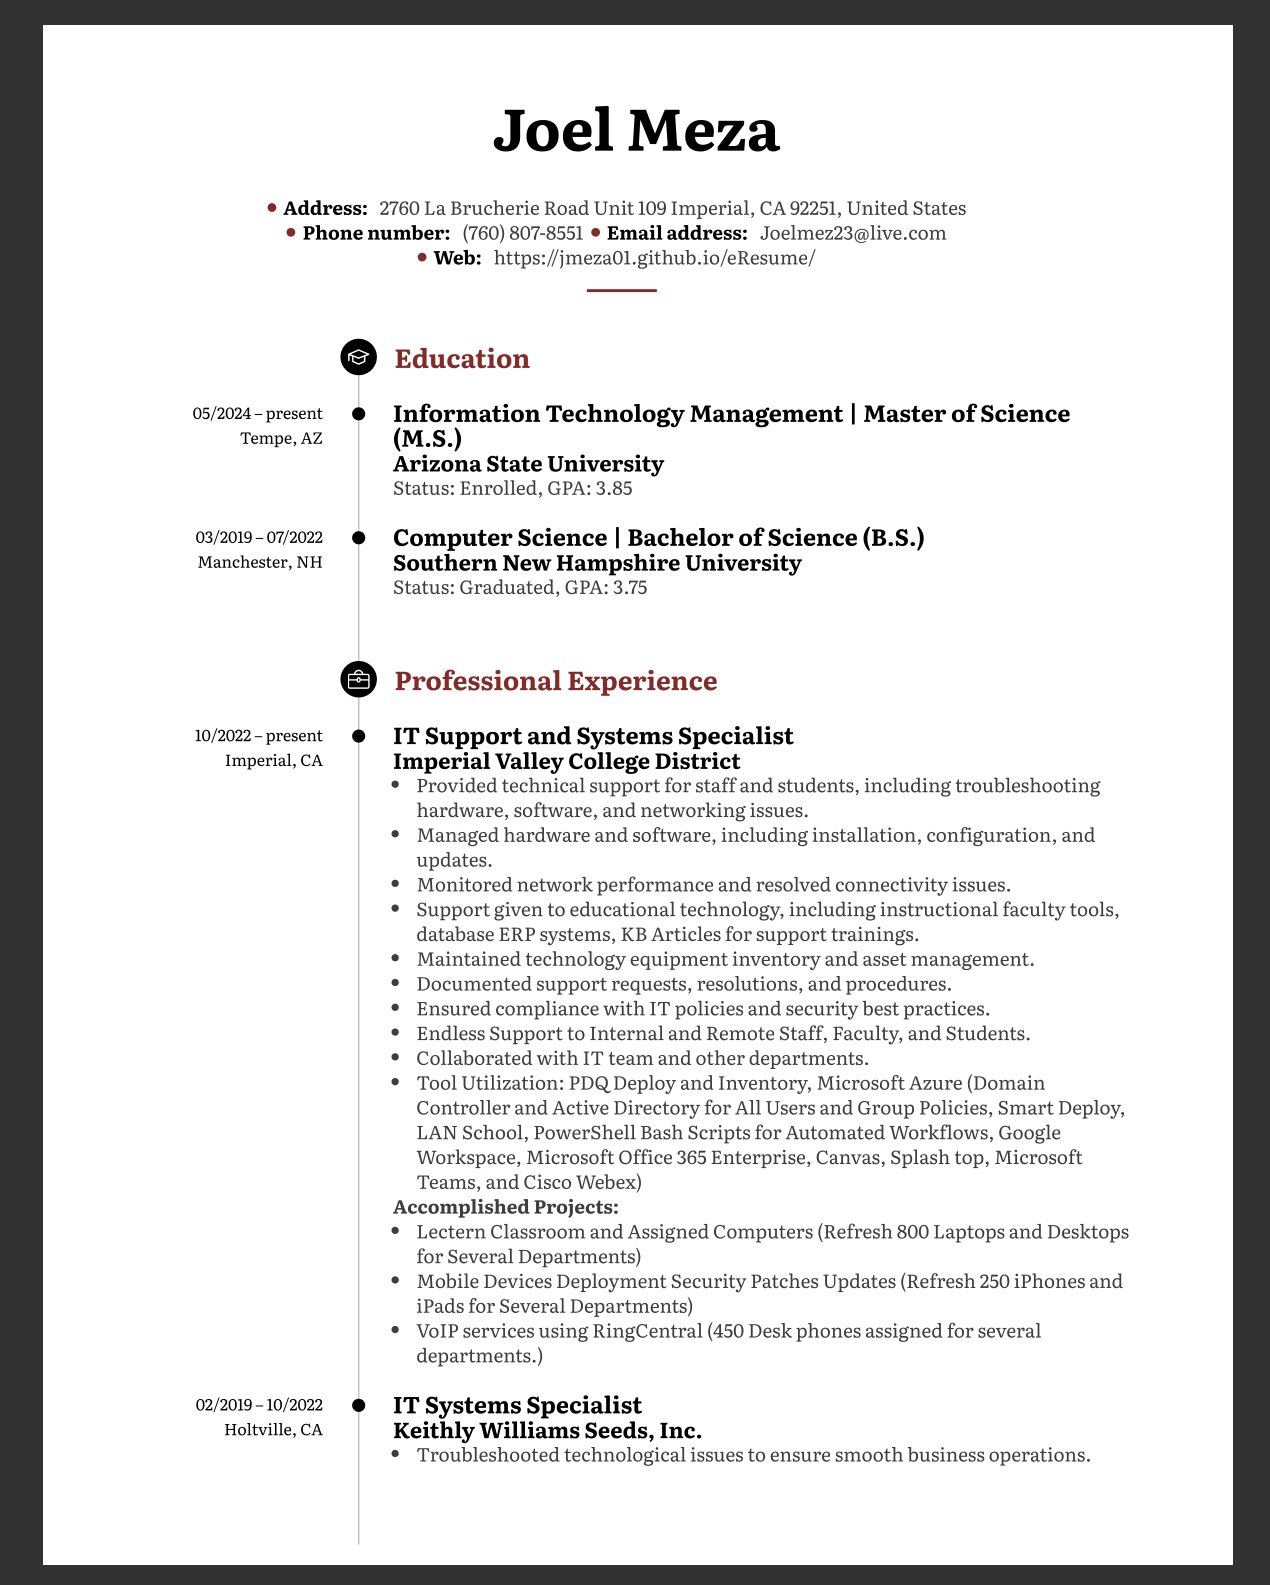 Joel Meza
• Address: 2760 La Brucherie Road Unit 109 Imperial, CA 92251, United States
• Phone number: (760) 807-8551 • Email address: Joelmez23@live.com
• Web: https://jmeza01.github.io/eResume/
Education
05/2024 – present
Tempe, AZ
Information Technology Management | Master of Science
(M.S.)
Arizona State University
Status: Enrolled, GPA: 3.85
03/2019 – 07/2022
Manchester, NH
Computer Science | Bachelor of Science (B.S.)
Southern New Hampshire University
Status: Graduated, GPA: 3.75
Professional Experience
10/2022 – present
Imperial, CA
IT Support and Systems Specialist
Imperial Valley College District
• Provided technical support for staff and students, including troubleshooting
hardware, software, and networking issues.
• Managed hardware and software, including installation, configuration, and
updates.
• Monitored network performance and resolved connectivity issues.
• Support given to educational technology, including instructional faculty tools,
database ERP systems, KB Articles for support trainings.
• Maintained technology equipment inventory and asset management.
• Documented support requests, resolutions, and procedures.
• Ensured compliance with IT policies and security best practices.
• Endless Support to Internal and Remote Staff, Faculty, and Students.
• Collaborated with IT team and other departments.
• Tool Utilization: PDQ Deploy and Inventory, Microsoft Azure (Domain
Controller and Active Directory for All Users and Group Policies, Smart Deploy,
LAN School, PowerShell Bash Scripts for Automated Workflows, Google
Workspace, Microsoft Office 365 Enterprise, Canvas, Splash top, Microsoft
Teams, and Cisco Webex)
Accomplished Projects:
• Lectern Classroom and Assigned Computers (Refresh 800 Laptops and Desktops
for Several Departments)
• Mobile Devices Deployment Security Patches Updates (Refresh 250 iPhones and
iPads for Several Departments)
• VoIP services using RingCentral (450 Desk phones assigned for several
departments.)
02/2019 – 10/2022
Holtville, CA
IT Systems Specialist
Keithly Williams Seeds, Inc.
• Troubleshooted technological issues to ensure smooth business operations.